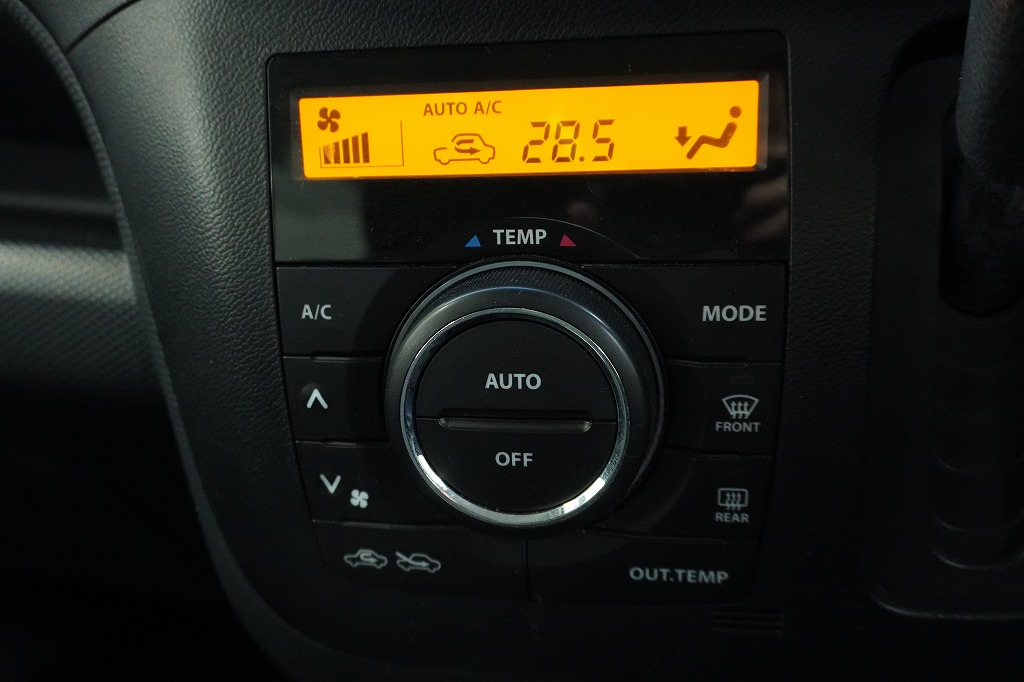 AUTO A/C
28.5
TEMP
A/C
MODE
AUTO
FRONT
OFF
REAR
OUT.TEMP